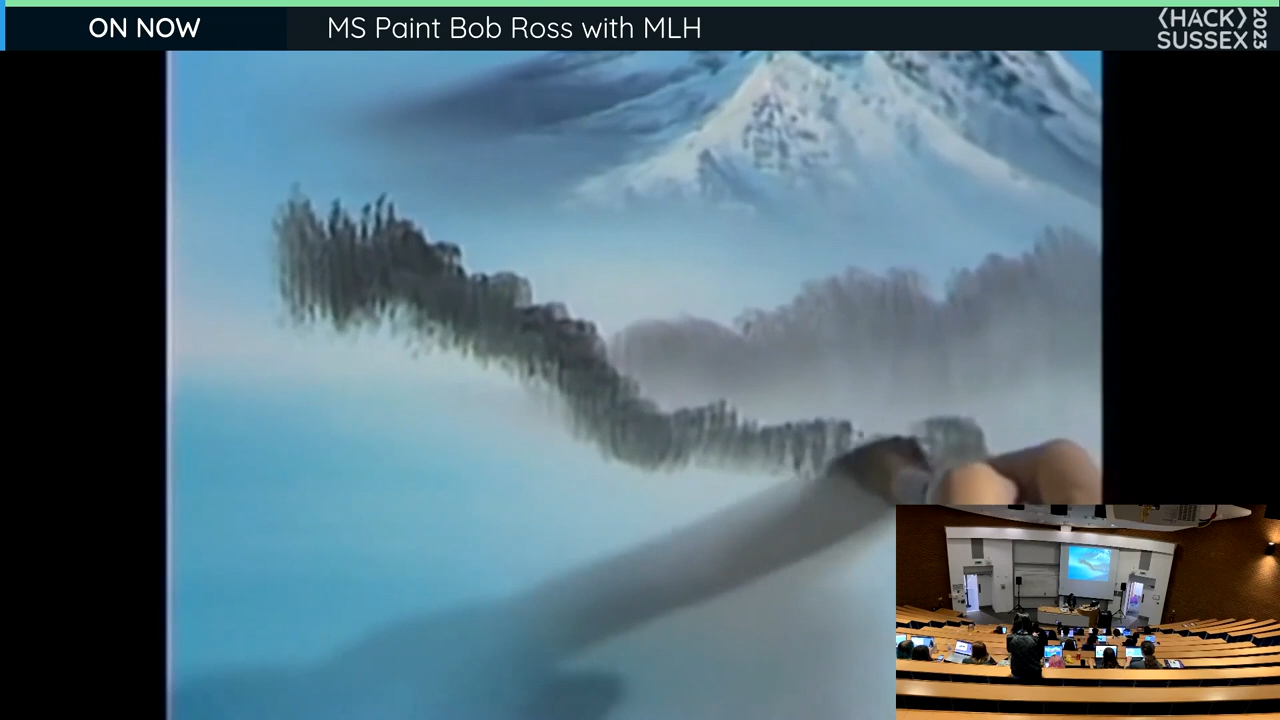 ON NOW
MS Paint Bob Ross with MLH
⟨HACK⟩
SUSSEX
2023